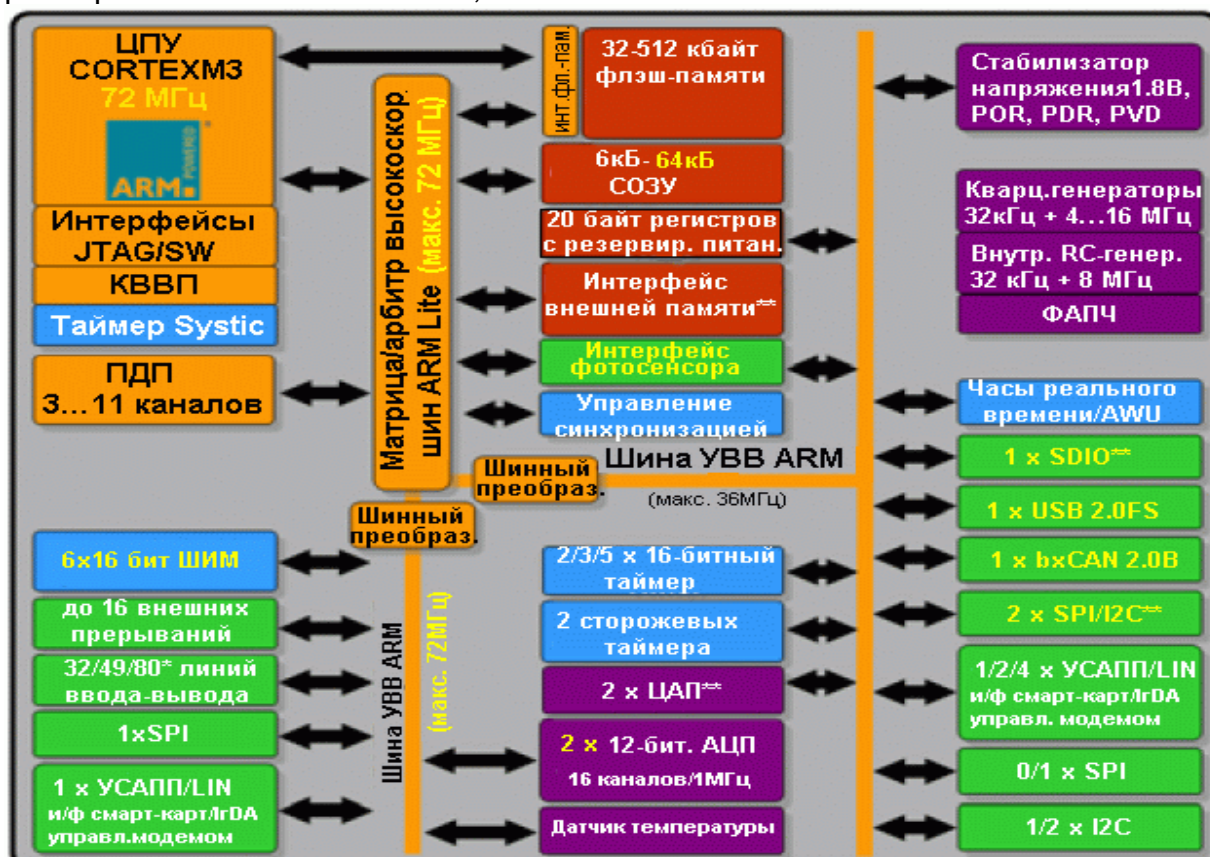 ЦПУ
CORTEXM3
72 МГц
ARM
POWERED
Интерфейсы
JTAG/SW
КВВП
Таймер Systic
ПДП
3...11 каналов
Матрица/арбитр высокоскор.
шин ARM Lite (макс. 72 МГц)
инт.фл.-пам.
32-512 кбайт
флэш-памяти
6кБ- 64кБ
СОЗУ
20 байт регистров
с резервир. питан.
Интерфейс
внешней памяти**
Интерфейс
фотосенсора
Управление
синхронизацией
Шина УВВ ARM
(макс. 36МГц)
Шинный
преобраз.
Шинный
преобраз.
Стабилизатор
напряжения1.8В,
POR, PDR, PVD
Кварц.генераторы
32кГц + 4...16 МГц
Внутр. RC-генер.
32 кГц + 8 МГц
ФАПЧ
Часы реального
времени/AWU
1 x SDIO**
1 x USB 2.0FS
1 x bxCAN 2.0B
2 x SPI/I2C**
1/2/4 x УСАПП/LIN
и/ф смарт-карт/IrDA
управл. модемом
0/1 x SPI
1/2 x I2C
6x16 бит ШИМ
до 16 внешних
прерываний
32/49/80* линий
ввода-вывода
1xSPI
1 x УСАПП/LIN
и/ф смарт-карт/IrDA
управл.модемом
Шина УВВ ARM
(макс. 72МГц)
2/3/5 x 16-битный
таймер
2 сторожевых
таймера
2 x ЦАП**
2 x 12-бит. АЦП
16 каналов/1МГц
Датчик температуры